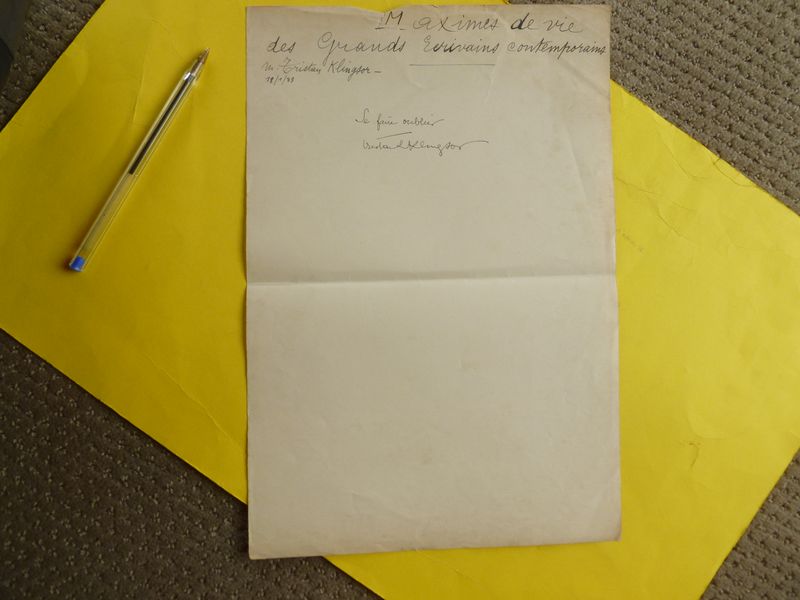 Maximes de vie
des Grands Ecrivains contemporains
M. Tristan Klingsor —
Se faire oublier
Tristan Klingsor